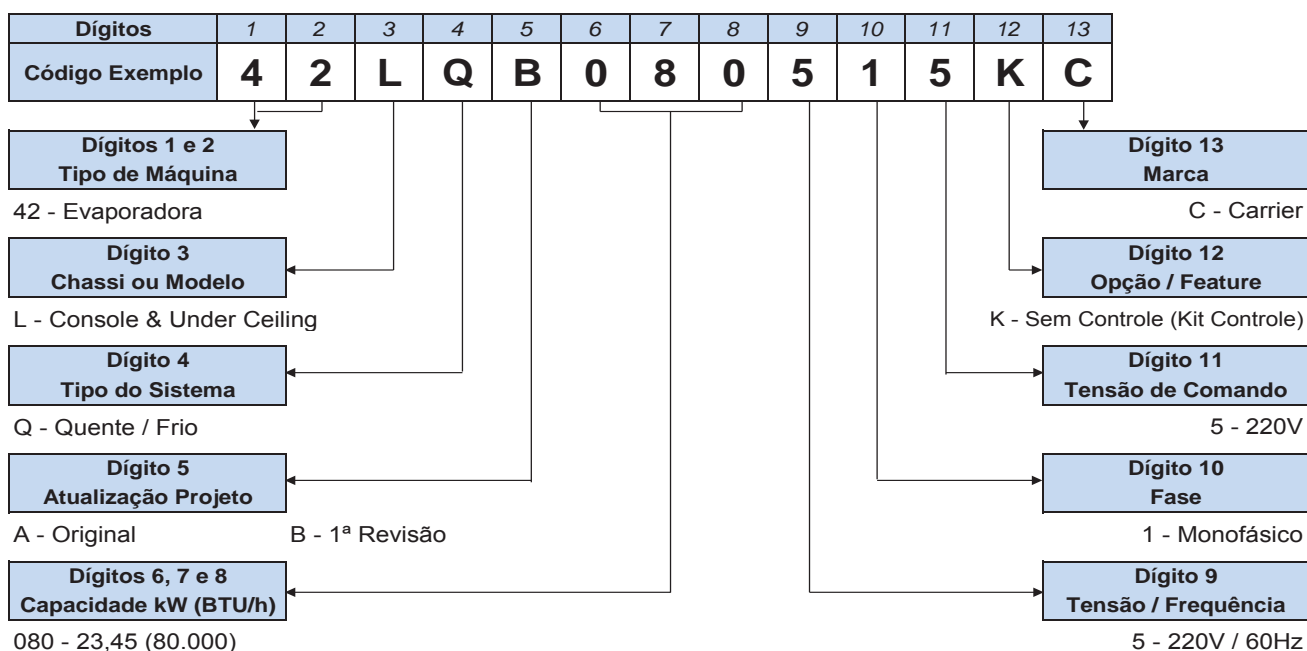 Dígitos 1 2 3 4 5 6 7 8 9 10 11 12 13
Código Exemplo 4 2 L Q B 0 8 0 5 1 5 K C
Dígitos 1 e 2
Tipo de Máquina
42 - Evaporadora
Dígito 3
Chassi ou Modelo
L - Console & Under Ceiling
Dígito 4
Tipo do Sistema
Q - Quente / Frio
Dígito 5
Atualização Projeto
A - Original B - 1ª Revisão
Dígitos 6, 7 e 8
Capacidade kW (BTU/h)
080 - 23,45 (80.000)
Dígito 13
Marca
C - Carrier
Dígito 12
Opção / Feature
K - Sem Controle (Kit Controle)
Dígito 11
Tensão de Comando
5 - 220V
Dígito 10
Fase
1 - Monofásico
Dígito 9
Tensão / Frequência
5 - 220V / 60Hz